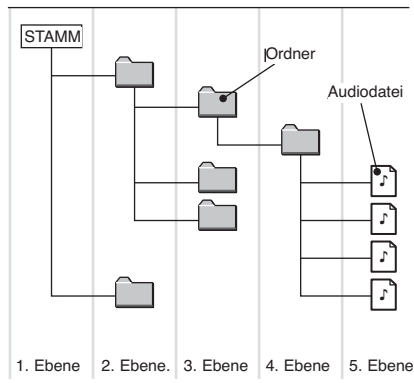 STAMM
Ordner
Audiodatei
1. Ebene 2. Ebene. 3. Ebene 4. Ebene 5. Ebene